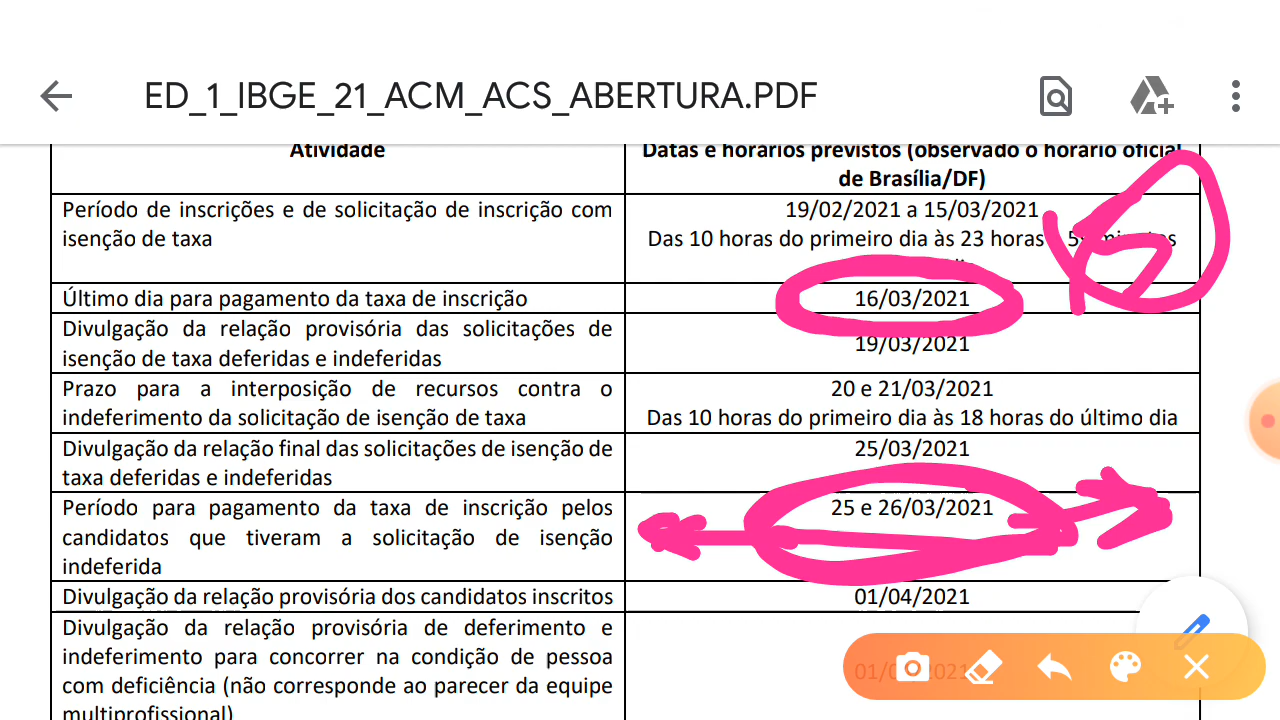 ED_1_IBGE_21_ACM_ACS_ABERTURA.PDF
Atividade
Datas e horários previstos (observado o horário oficial
de Brasília/DF)
Período de inscrições e de solicitação de inscrição com
isenção de taxa
19/02/2021 a 15/03/2021
Das 10 horas do primeiro dia às 23 horas
Último dia para pagamento da taxa de inscrição
16/03/2021
Divulgação da relação provisória das solicitações de
isenção de taxa deferidas e indeferidas
19/03/2021
Prazo para a interposição de recursos contra o
indeferimento da solicitação de isenção de taxa
20 e 21/03/2021
Das 10 horas do primeiro dia às 18 horas do último dia
Divulgação da relação final das solicitações de isenção de
taxa deferidas e indeferidas
25/03/2021
Período para pagamento da taxa de inscrição pelos
candidatos que tiveram a solicitação de isenção
indeferida
25 e 26/03/2021
Divulgação da relação provisória dos candidatos inscritos
01/04/2021
Divulgação da relação provisória de deferimento e
indeferimento para concorrer na condição de pessoa
com deficiência (não corresponde ao parecer da equipe
multiprofissional)